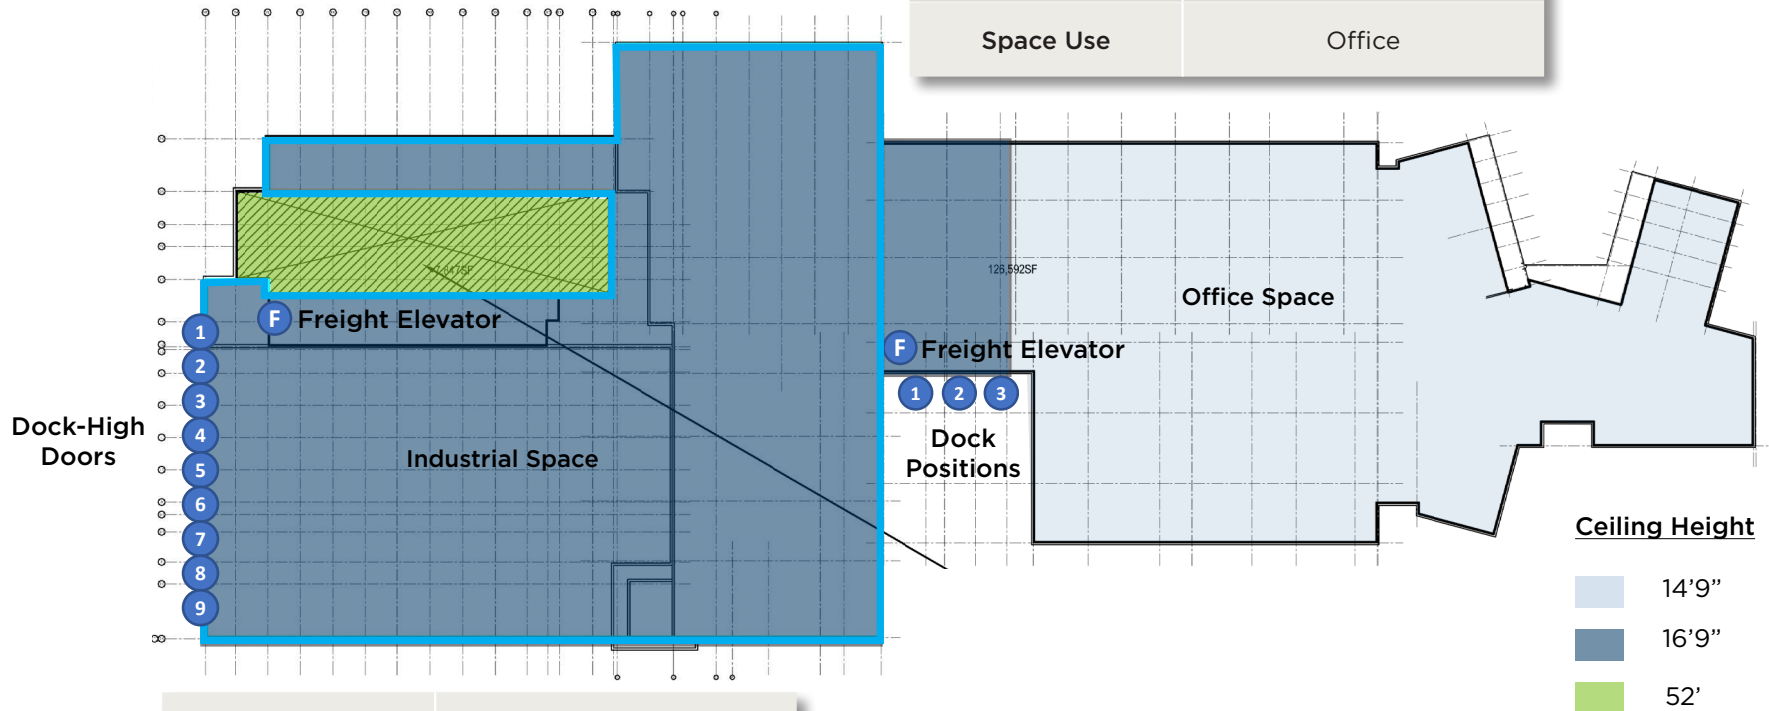 Space Use
Office
126,592SF
Office Space
F
Freight Elevator
1
2
3
4
5
6
7
8
9
Dock-High
Doors
Industrial Space
F
Freight Elevator
1
2
3
Dock
Positions
Ceiling Height
14’9”
16’9”
52’